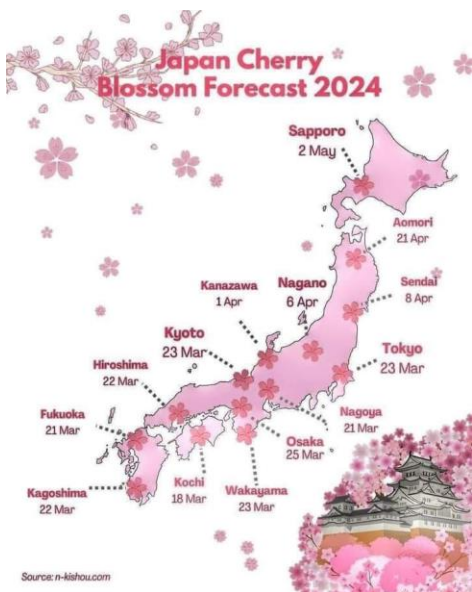 Japan Cherry
Blossom Forecast 2024
Sapporo
2 May
Aomori
21 Apr
Sendai
8 Apr
Kanazawa
1 Apr
Nagano
6 Apr
Kyoto
23 Mar
Tokyo
23 Mar
Hiroshima
22 Mar
Fukuoka
21 Mar
Nagoya
21 Mar
Osaka
25 Mar
Kochi
18 Mar
Wakayama
23 Mar
Kagoshima
22 Mar
Source: n-kishou.com